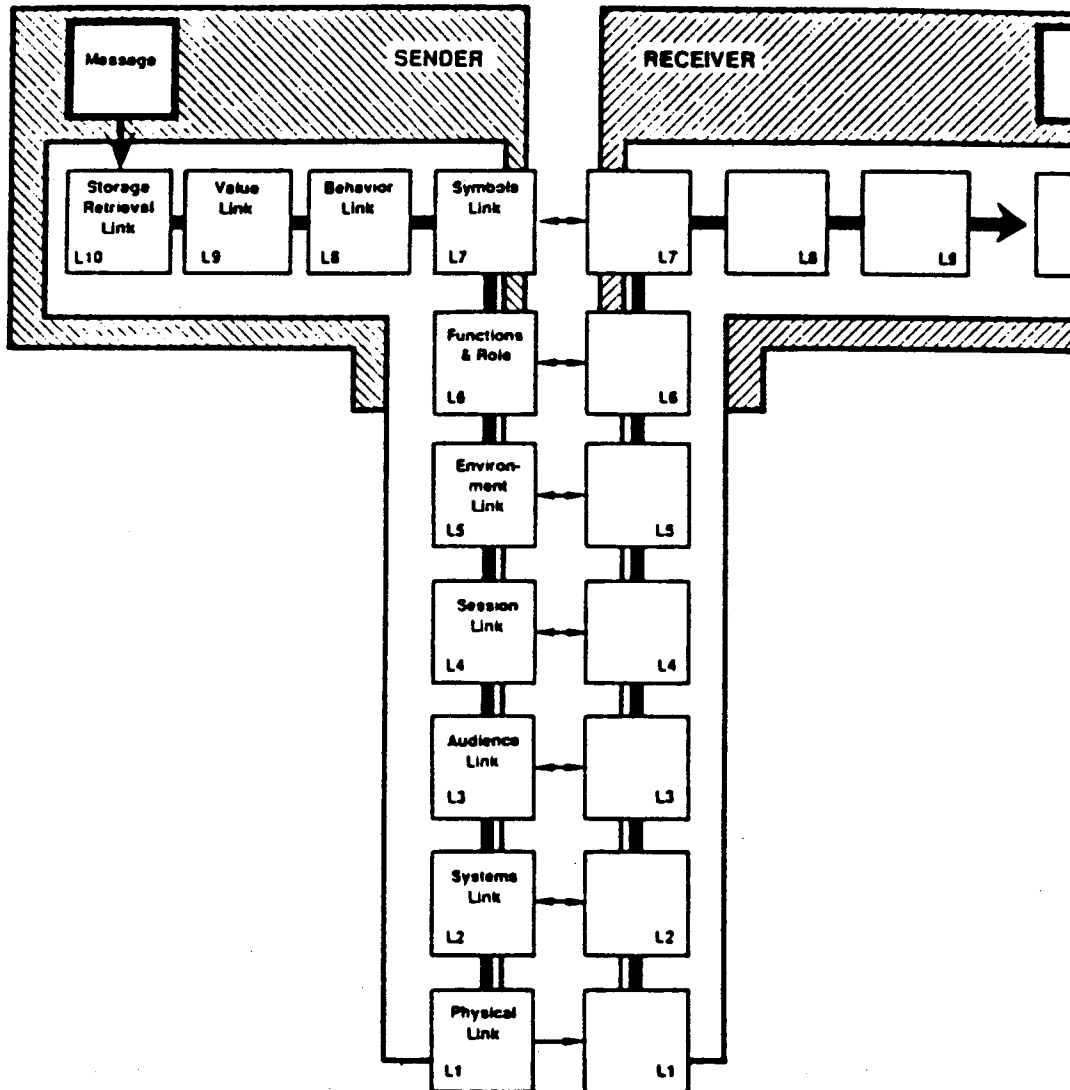 Message
SENDER
RECEIVER
Storage
Retrieval
Link
L10
Value
Link
L9
Behavior
Link
L8
Symbols
Link
L7
L7
L8
L9
Functions
& Role
L6
L6
Environ-
ment
Link
L5
L5
Session
Link
L4
L4
Audience
Link
L3
L3
Systems
Link
L2
L2
Physical
Link
L1
L1